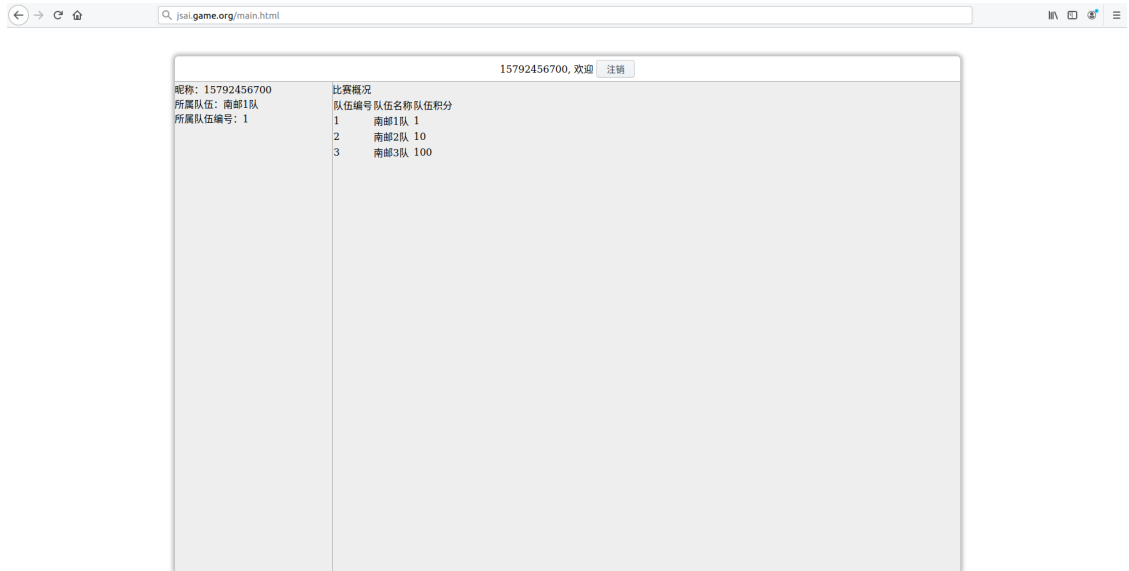 jsai.game.org/main.html
15792456700, 欢迎 注销
昵称：15792456700
所属队伍：南邮1队
所属队伍编号：1
比赛概况
队伍编号 队伍名称 队伍积分
1 南邮1队 1
2 南邮2队 10
3 南邮3队 100